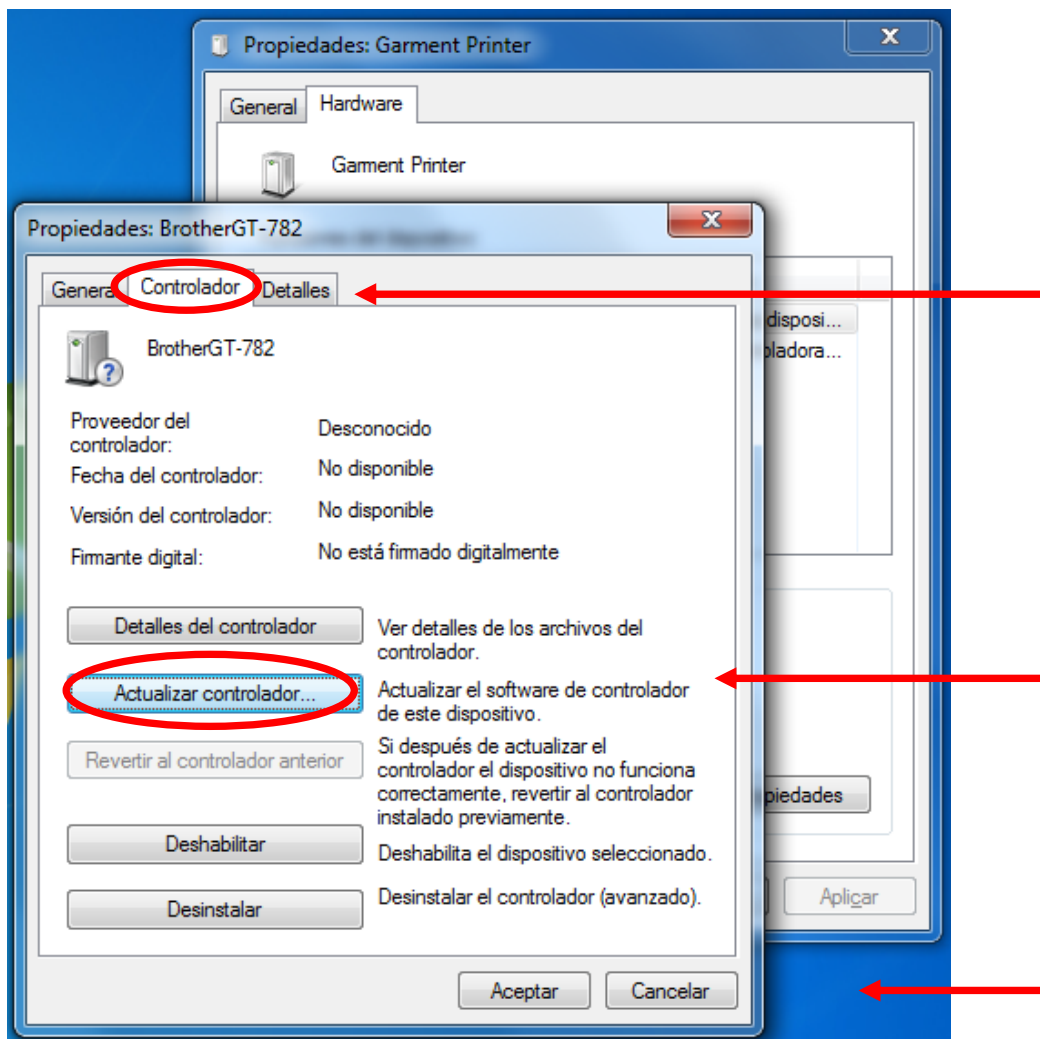 Propiedades: Garment Printer
X
General Hardware
Garment Printer
Propiedades: BrotherGT-782
X
General Controlador Detalles
disposi...
oladora...
BrotherGT-782
Proveedor del
controlador:
Desconocido
Fecha del controlador:
No disponible
Versión del controlador:
No disponible
Firmante digital:
No está firmado digitalmente
Detalles del controlador
Ver detalles de los archivos del
controlador.
Actualizar controlador...
Actualizar el software de controlador
de este dispositivo.
Revertir al controlador anterior
Si después de actualizar el
controlador el dispositivo no funciona
correctamente, revertir al controlador
instalado previamente.
piedades
Deshabilitar
Deshabilita el dispositivo seleccionado.
Desinstalar
Desinstalar el controlador (avanzado).
Aplicar
Aceptar
Cancelar